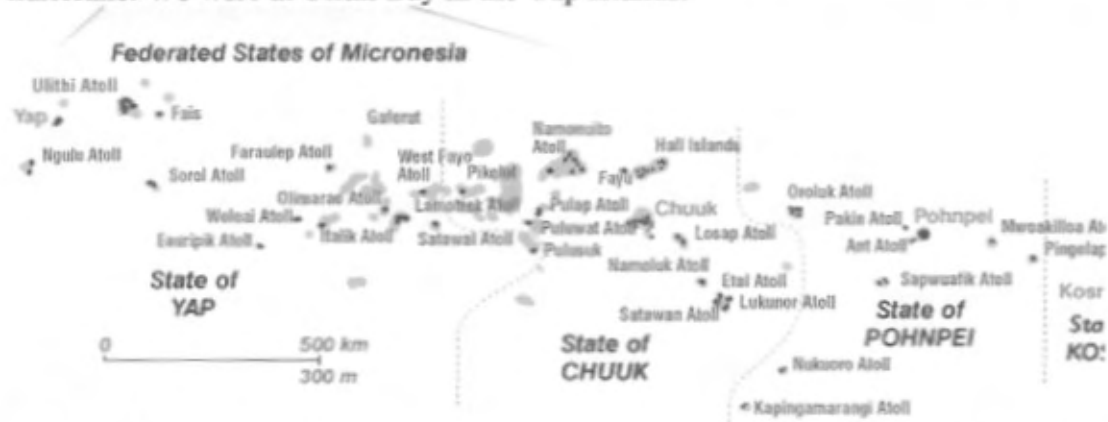 Federated States of Micronesia
Ulithi Atoll
Yap
Fais
Ngulu Atoll
Sorol Atoll
Gaferut
Faraulep Atoll
West Fayo
Atoll
Pikelot
Olimarao Atoll
Lamotrek Atoll
Woleai Atoll
Eauripik Atoll
Ifalik Atoll
Satawal Atoll
Namonuito
Atoll
Hall Islands
Fayu
Pulap Atoll
Chuuk
Puluwat Atoll
Pulusuk
Losap Atoll
Namoluk Atoll
Etal Atoll
Lukunor Atoll
Satawan Atoll
Oroluk Atoll
Pakin Atoll
Pohnpei
Ant Atoll
Mwoakilloa At
Pingelap
Sapwuafik Atoll
Kosr
Nukuoro Atoll
Kapingamarangi Atoll
State of
YAP
State of
CHUUK
State of
POHNPEI
Sta
KOS
0 500 km
300 m